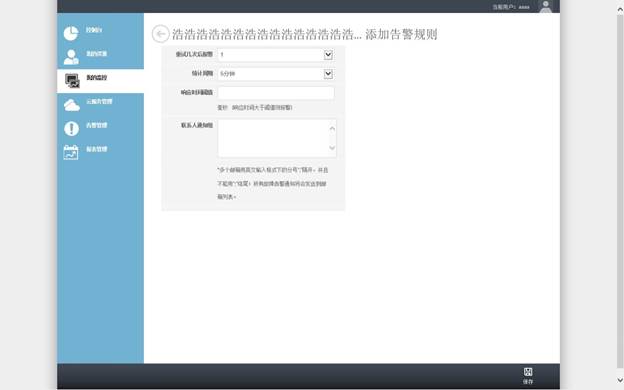 当前用户: aaaa
控制台
我的资源
我的监控
云服务管理
告警管理
报表管理
浩浩浩浩浩浩浩浩浩浩浩浩浩浩浩... 添加告警规则
重试几次后报警 1
统计周期 5分钟
响应时间阈值
毫秒 (响应时间大于阈值则报警)
联系人通知组
*多个邮箱用英文输入格式下的分号";"隔开，并且
不能用";"结尾！所有故障告警通知将会发送到邮
箱列表。
保存